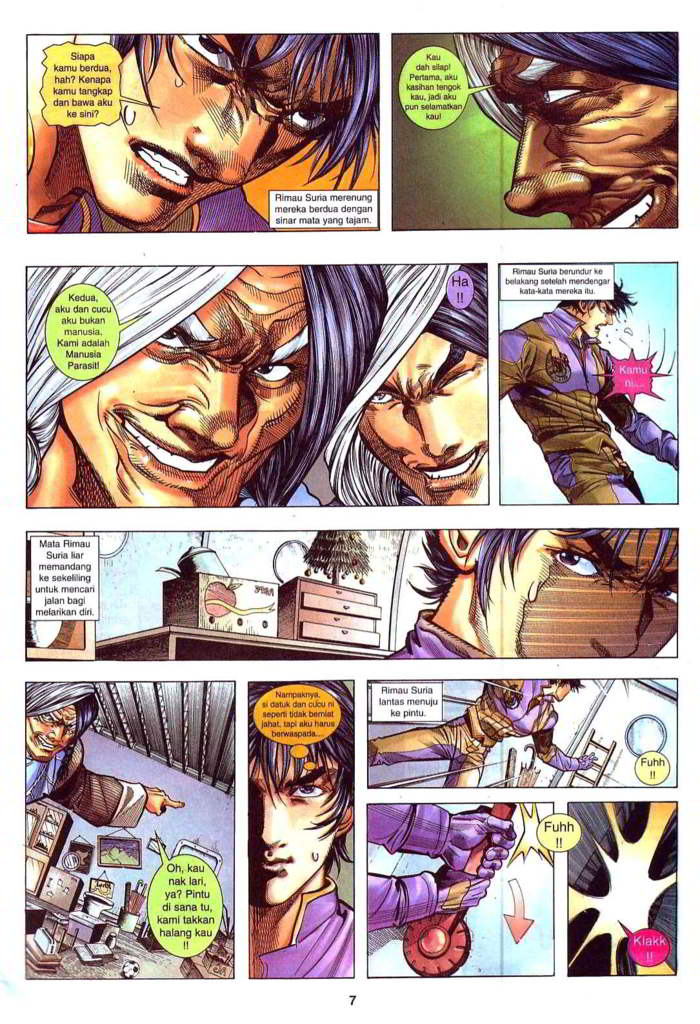 Siapa
kamu berdua,
hah? Kenapa
kamu tangkap
dan bawa aku
ke sini?
Rimau Suria merenung
mereka berdua dengan
sinar mata yang tajam.
Kau
dah silap!
Pertama, aku
kasihan tengok
kau, jadi aku
pun selamatkan
kau!
Kedua,
aku dan cucu
aku bukan
manusia.
Kami adalah
Manusia
Parasit!
Ha
!!
Rimau Suria berundur ke
belakang setelah mendengar
kata-kata mereka itu.
Kamu
ni....
Mata Rimau
Suria liar
memandang
ke sekeliling
untuk mencari
jalan bagi
melarikan diri.
Oh, kau
nak lari,
ya? Pintu
di sana tu,
kami takkan
halang kau
!!
Nampaknya,
si datuk dan cucu ni
seperti tidak berniat
jahat, tapi aku harus
berwaspada....
Rimau Suria
lantas menuju
ke pintu.
Fuhh
!!
Fuhh
!!
Klakk
!!
7